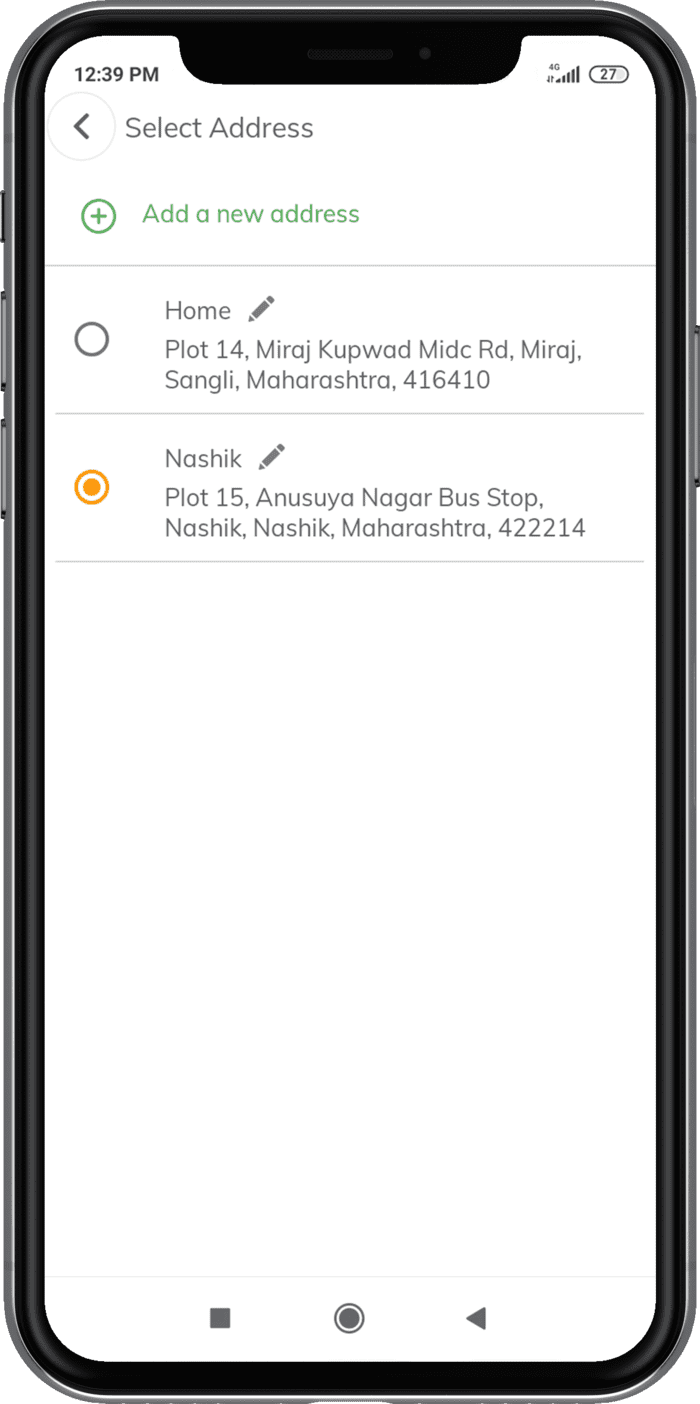 12:39 PM
4G
27
Select Address
Add a new address
Home
Plot 14, Miraj Kupwad Midc Rd, Miraj,
Sangli, Maharashtra, 416410
Nashik
Plot 15, Anusuya Nagar Bus Stop,
Nashik, Nashik, Maharashtra, 422214